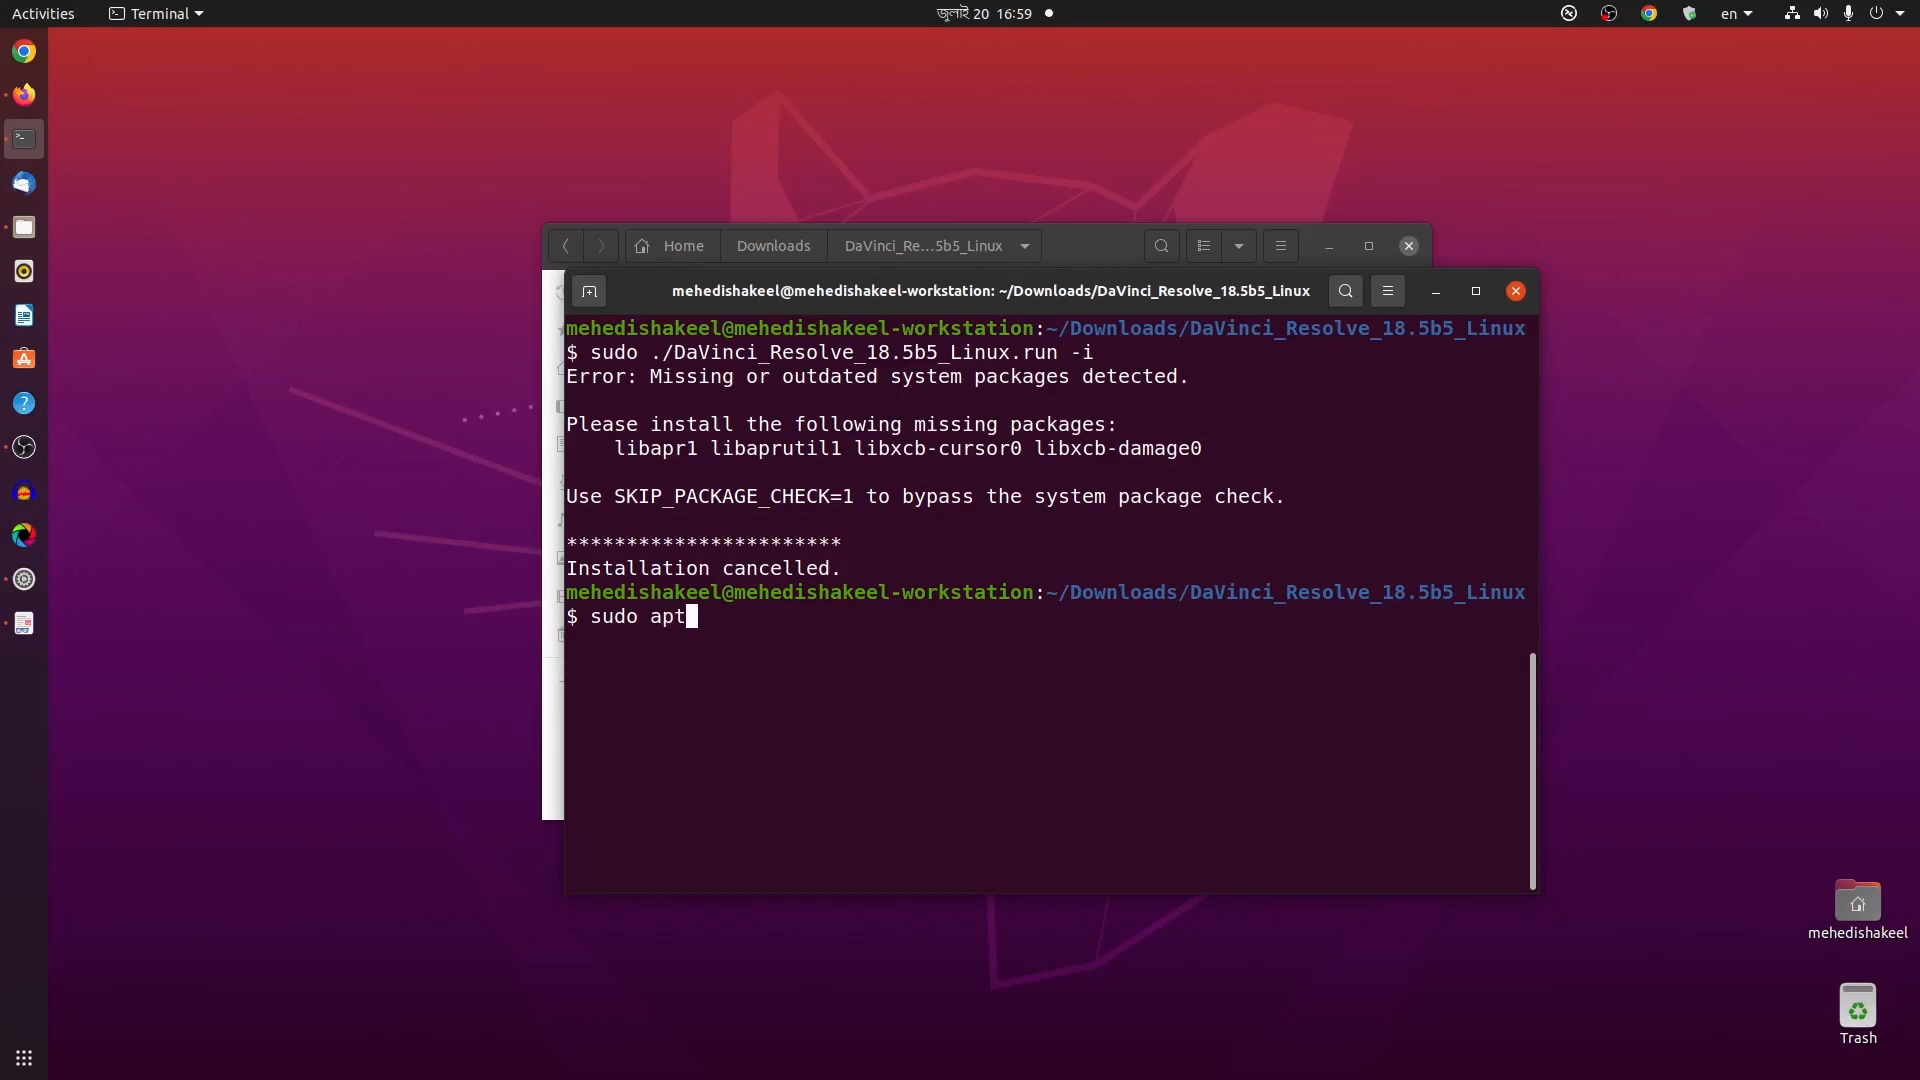 Activities Terminal জুলাই 20 16:59 en
Home Downloads DaVinci_Re...5b5_Linux
mehedishakeel@mehedishakeel-workstation: ~/Downloads/DaVinci_Resolve_18.5b5_Linux
mehedishakeel@mehedishakeel-workstation:~/Downloads/DaVinci_Resolve_18.5b5_Linux
$ sudo ./DaVinci_Resolve_18.5b5_Linux.run -i
Error: Missing or outdated system packages detected.
Please install the following missing packages:
libapr1 libaprutil1 libxcb-cursor0 libxcb-damage0
Use SKIP_PACKAGE_CHECK=1 to bypass the system package check.
***********************
Installation cancelled.
mehedishakeel@mehedishakeel-workstation:~/Downloads/DaVinci_Resolve_18.5b5_Linux
$ sudo apt
mehedishakeel
Trash